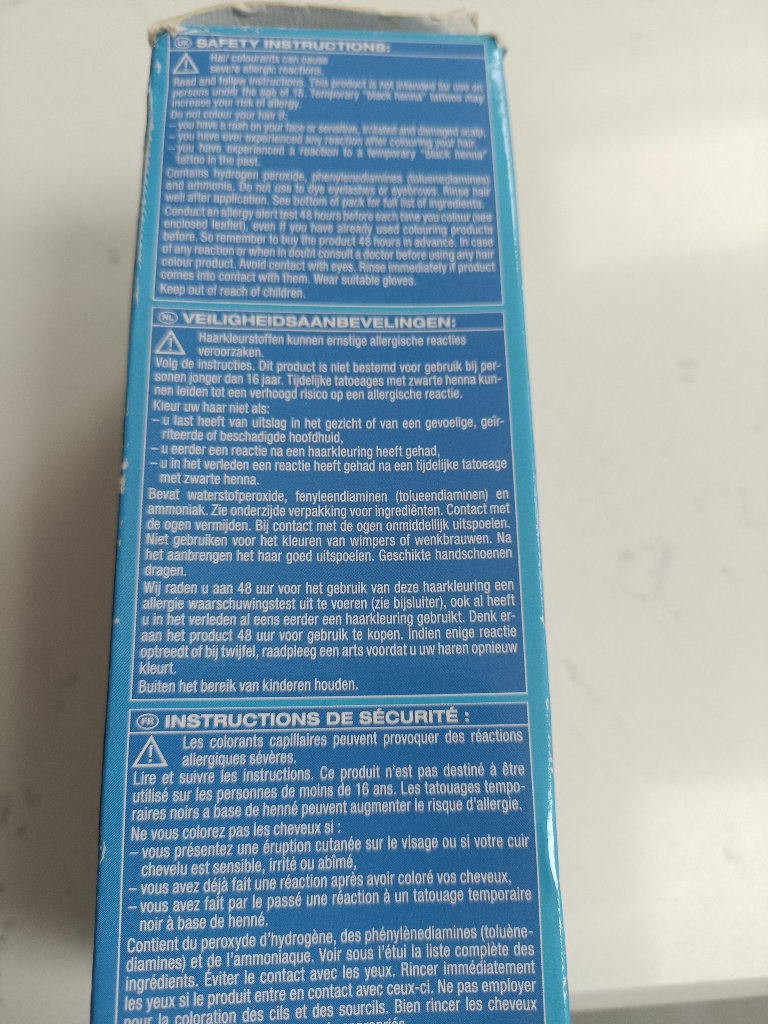 UK SAFETY INSTRUCTIONS:
Hair colourants can cause
severe allergic reactions.
Read and follow instructions. This product is not intended for use on
persons under the age of 16. Temporary "black henna" tattoos may
increase your risk of allergy.
Do not colour your hair if:
– you have a rash on your face or sensitive, irritated and damaged scalp,
– you have ever experienced any reaction after colouring your hair,
– you have experienced a reaction to a temporary "black henna"
tattoo in the past.
Contains hydrogen peroxide, phenylenediamines (toluenediamines)
and ammonia. Do not use to dye eyelashes or eyebrows. Rinse hair
well after application. See bottom of pack for full list of ingredients.
Conduct an allergy alert test 48 hours before each time you colour (see
enclosed leaflet), even if you have already used colouring products
before. So remember to buy the product 48 hours in advance. In case
of any reaction or when in doubt consult a doctor before using any hair
colour product. Avoid contact with eyes. Rinse immediately if product
comes into contact with them. Wear suitable gloves.
Keep out of reach of children.
NL VEILIGHEIDSAANBEVELINGEN:
Haarkleurstoffen kunnen ernstige allergische reacties
veroorzaken.
Volg de instructies. Dit product is niet bestemd voor gebruik bij per-
sonen jonger dan 16 jaar. Tijdelijke tatoeages met zwarte henna kun-
nen leiden tot een verhoogd risico op een allergische reactie.
Kleur uw haar niet als:
– u last heeft van uitslag in het gezicht of van een gevoelige, geïr-
riteerde of beschadigde hoofdhuid,
– u eerder een reactie na een haarkleuring heeft gehad,
– u in het verleden een reactie heeft gehad na een tijdelijke tatoeage
met zwarte henna.
Bevat waterstofperoxide, fenyleendiaminen (tolueendiaminen) en
ammoniak. Zie onderzijde verpakking voor ingrediënten. Contact met
de ogen vermijden. Bij contact met de ogen onmiddellijk uitspoelen.
Niet gebruiken voor het kleuren van wimpers of wenkbrauwen. Na
het aanbrengen het haar goed uitspoelen. Geschikte handschoenen
dragen.
Wij raden u aan 48 uur voor het gebruik van deze haarkleuring een
allergie waarschuwingstest uit te voeren (zie bijsluiter), ook al heeft
u in het verleden al eens eerder een haarkleuring gebruikt. Denk er-
aan het product 48 uur voor gebruik te kopen. Indien enige reactie
optreedt of bij twijfel, raadpleeg een arts voordat u uw haren opnieuw
kleurt.
Buiten het bereik van kinderen houden.
FR INSTRUCTIONS DE SÉCURITÉ :
Les colorants capillaires peuvent provoquer des réactions
allergiques sévères.
Lire et suivre les instructions. Ce produit n'est pas destiné à être
utilisé sur les personnes de moins de 16 ans. Les tatouages tempo-
raires noirs a base de henné peuvent augmenter le risque d'allergie.
Ne vous colorez pas les cheveux si :
– vous présentez une éruption cutanée sur le visage ou si votre cuir
chevelu est sensible, irrité ou abîmé,
– vous avez déjà fait une réaction après avoir coloré vos cheveux,
– vous avez fait par le passé une réaction à un tatouage temporaire
noir à base de henné.
Contient du peroxyde d'hydrogène, des phénylènediamines (toluène-
diamines) et de l'ammoniaque. Voir sous l'étui la liste complète des
ingrédients. Éviter le contact avec les yeux. Rincer immédiatement
les yeux si le produit entre en contact avec ceux-ci. Ne pas employer
pour la coloration des cils et des sourcils. Bien rincer les cheveux